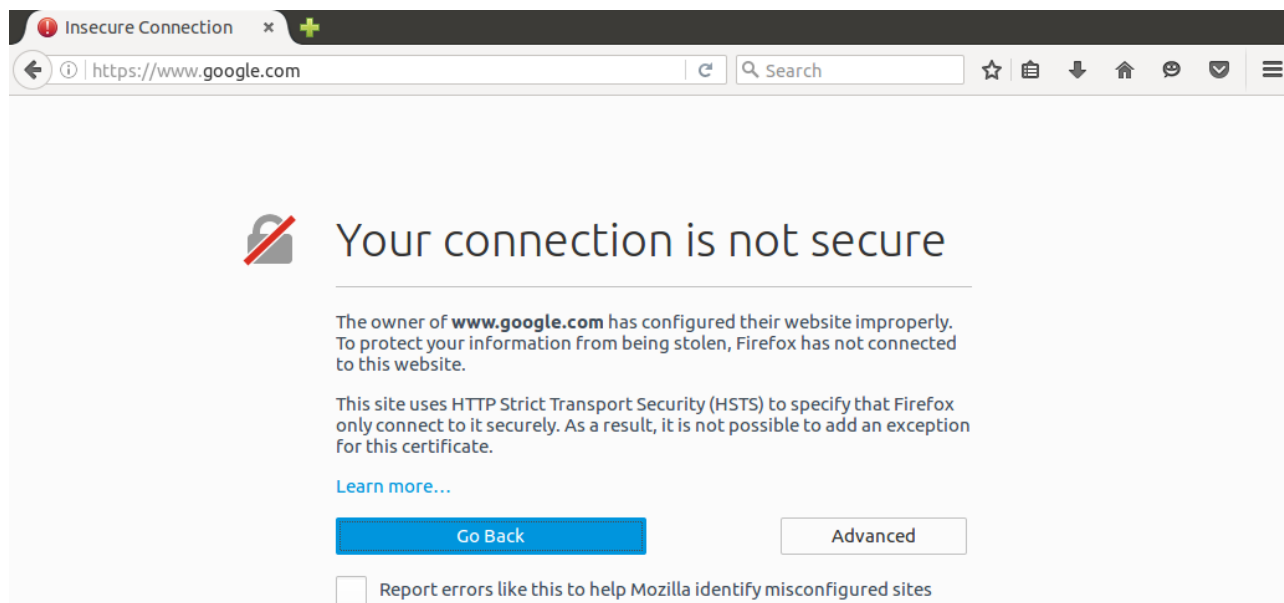 Insecure Connection
https://www.google.com
Search
Your connection is not secure
The owner of www.google.com has configured their website improperly.
To protect your information from being stolen, Firefox has not connected
to this website.
This site uses HTTP Strict Transport Security (HSTS) to specify that Firefox
only connect to it securely. As a result, it is not possible to add an exception
for this certificate.
Learn more…
Go Back
Advanced
Report errors like this to help Mozilla identify misconfigured sites